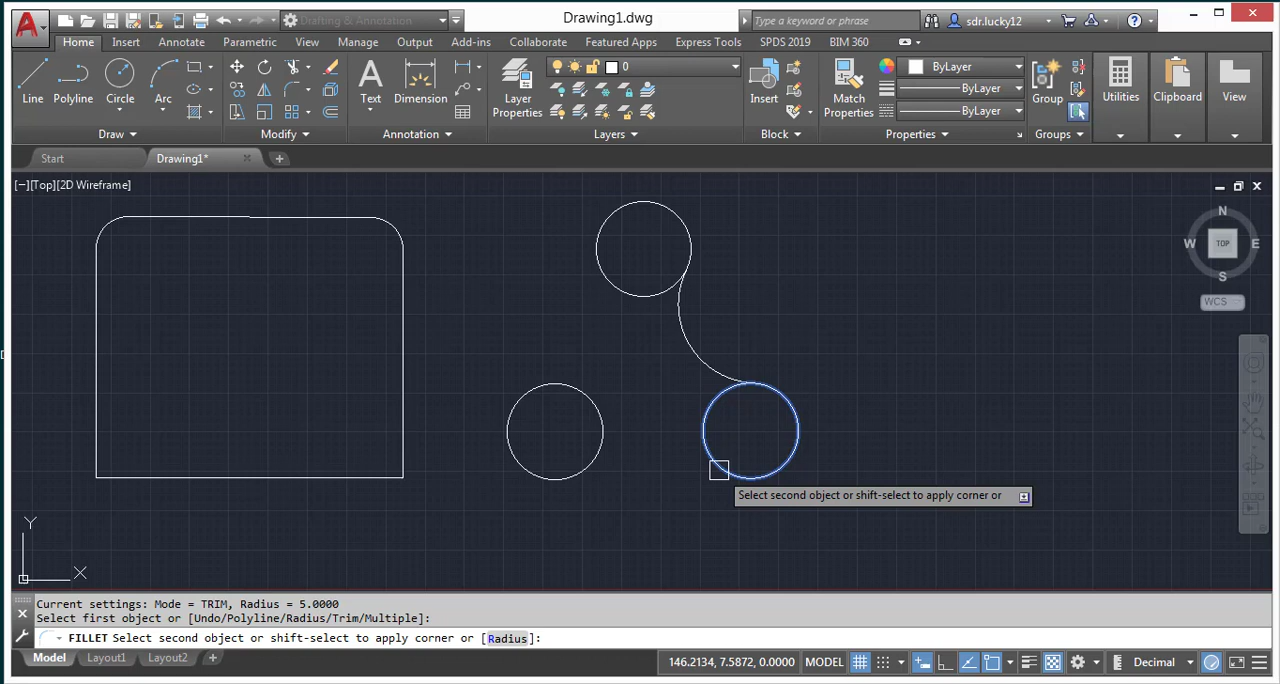 Drafting & Annotation
Drawing1.dwg
Type a keyword or phrase
sdr.lucky12
Home Insert Annotate Parametric View Manage Output Add-ins Collaborate Featured Apps Express Tools SPDS 2019 BIM 360
0
ByLayer
ByLayer
ByLayer
Line Polyline Circle Arc
Text Dimension
Layer
Properties
Insert
Match
Properties
Group
Utilities
Clipboard
View
Draw Modify Annotation Layers Block Properties Groups
Start Drawing1* +
[−][Top][2D Wireframe]
N
W TOP E
S
WCS
Select second object or shift-select to apply corner or
Y
X
Current settings: Mode = TRIM, Radius = 5.0000
Select first object or [Undo/Polyline/Radius/Trim/Multiple]:
FILLET Select second object or shift-select to apply corner or [Radius]:
Model Layout1 Layout2 +
146.2134, 7.5872, 0.0000 MODEL Decimal